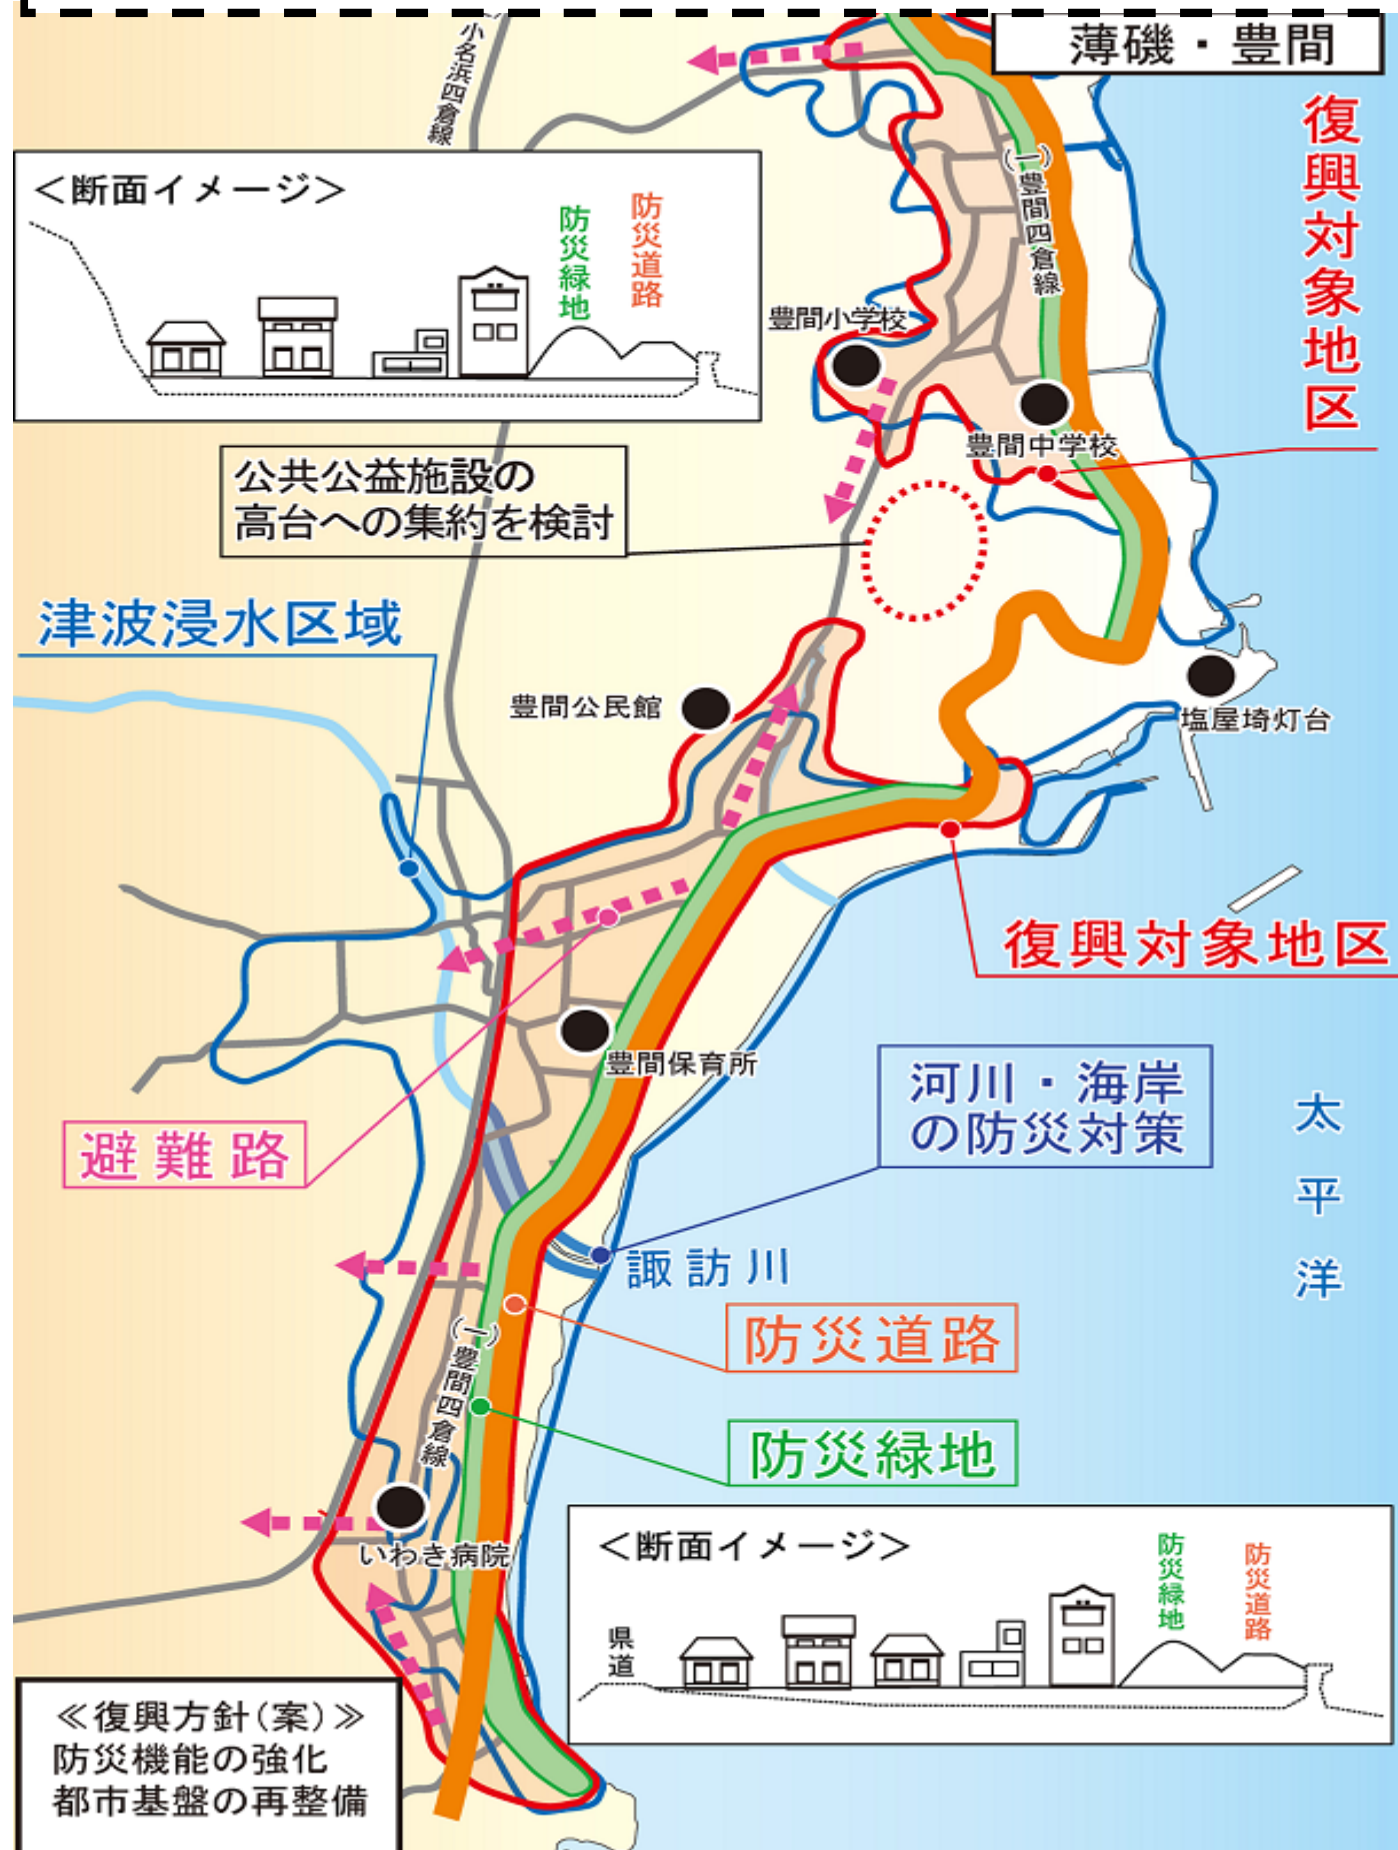 薄磯・豊間
小名浜四倉線
復興対象地区
(一)豊間四倉線
＜断面イメージ＞
防災緑地
防災道路
豊間小学校
豊間中学校
公共公益施設の
高台への集約を検討
津波浸水区域
豊間公民館
塩屋埼灯台
復興対象地区
豊間保育所
河川・海岸
の防災対策
太平洋
避難路
諏訪川
防災道路
(一)豊間四倉線
防災緑地
いわき病院
＜断面イメージ＞
防災緑地
防災道路
県道
≪復興方針(案)≫
防災機能の強化
都市基盤の再整備